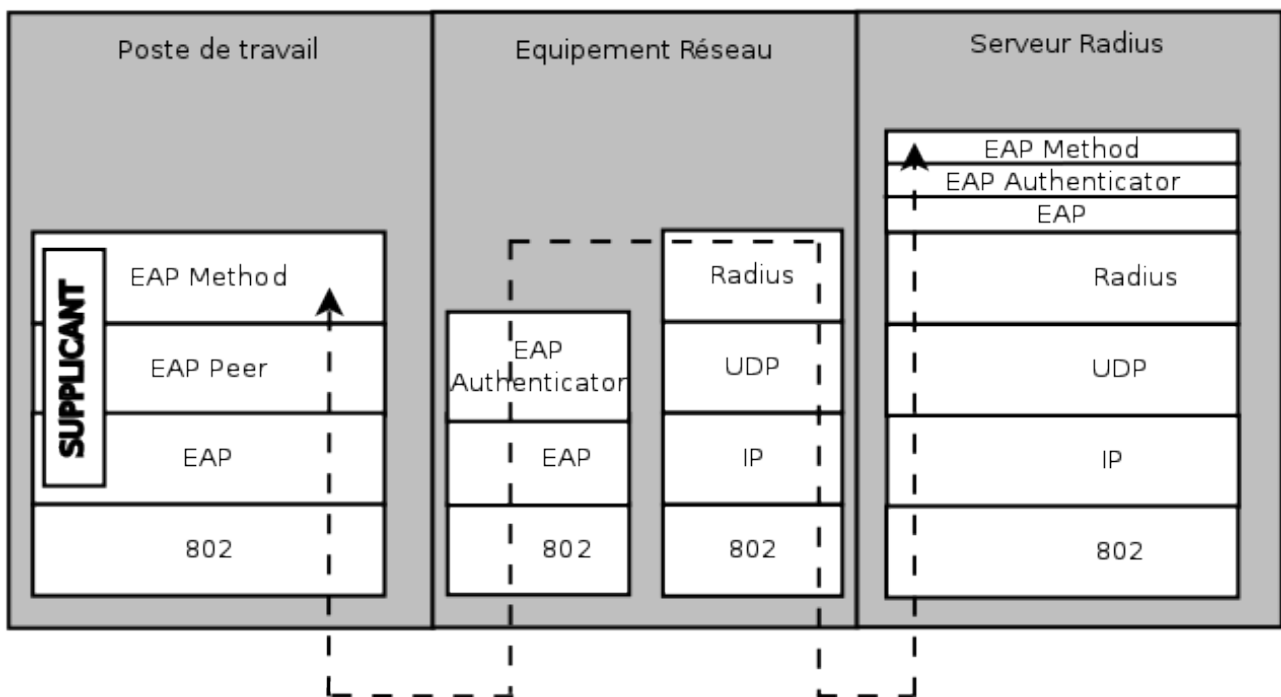 Poste de travail
Equipement Réseau
Serveur Radius
SUPPLICANT
EAP Method
EAP Peer
EAP
802
EAP
Authenticator
EAP
802
Radius
UDP
IP
802
EAP Method
EAP Authenticator
EAP
Radius
UDP
IP
802